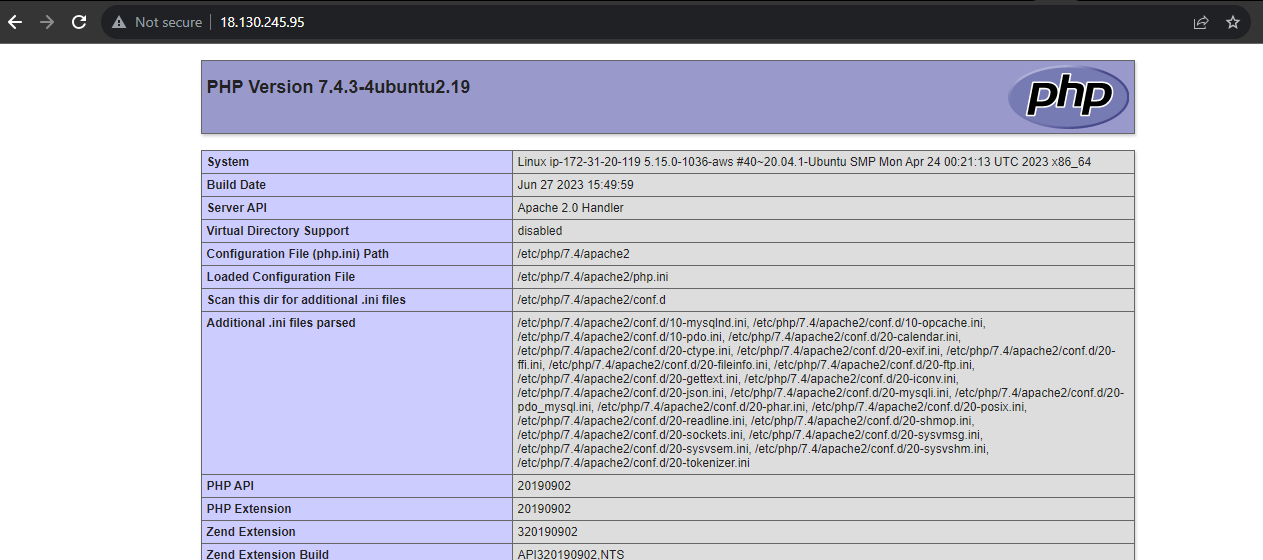 Not secure | 18.130.245.95
PHP Version 7.4.3-4ubuntu2.19
php
System Linux ip-172-31-20-119 5.15.0-1036-aws #40~20.04.1-Ubuntu SMP Mon Apr 24 00:21:13 UTC 2023 x86_64
Build Date Jun 27 2023 15:49:59
Server API Apache 2.0 Handler
Virtual Directory Support disabled
Configuration File (php.ini) Path /etc/php/7.4/apache2
Loaded Configuration File /etc/php/7.4/apache2/php.ini
Scan this dir for additional .ini files /etc/php/7.4/apache2/conf.d
Additional .ini files parsed /etc/php/7.4/apache2/conf.d/10-mysqlnd.ini, /etc/php/7.4/apache2/conf.d/10-opcache.ini,
/etc/php/7.4/apache2/conf.d/10-pdo.ini, /etc/php/7.4/apache2/conf.d/20-calendar.ini,
/etc/php/7.4/apache2/conf.d/20-ctype.ini, /etc/php/7.4/apache2/conf.d/20-exif.ini, /etc/php/7.4/apache2/conf.d/20-
ffi.ini, /etc/php/7.4/apache2/conf.d/20-fileinfo.ini, /etc/php/7.4/apache2/conf.d/20-ftp.ini,
/etc/php/7.4/apache2/conf.d/20-gettext.ini, /etc/php/7.4/apache2/conf.d/20-iconv.ini,
/etc/php/7.4/apache2/conf.d/20-json.ini, /etc/php/7.4/apache2/conf.d/20-mysqli.ini, /etc/php/7.4/apache2/conf.d/20-
pdo_mysql.ini, /etc/php/7.4/apache2/conf.d/20-phar.ini, /etc/php/7.4/apache2/conf.d/20-posix.ini,
/etc/php/7.4/apache2/conf.d/20-readline.ini, /etc/php/7.4/apache2/conf.d/20-shmop.ini,
/etc/php/7.4/apache2/conf.d/20-sockets.ini, /etc/php/7.4/apache2/conf.d/20-sysvmsg.ini,
/etc/php/7.4/apache2/conf.d/20-sysvsem.ini, /etc/php/7.4/apache2/conf.d/20-sysvshm.ini,
/etc/php/7.4/apache2/conf.d/20-tokenizer.ini
PHP API 20190902
PHP Extension 20190902
Zend Extension 320190902
Zend Extension Build API320190902,NTS